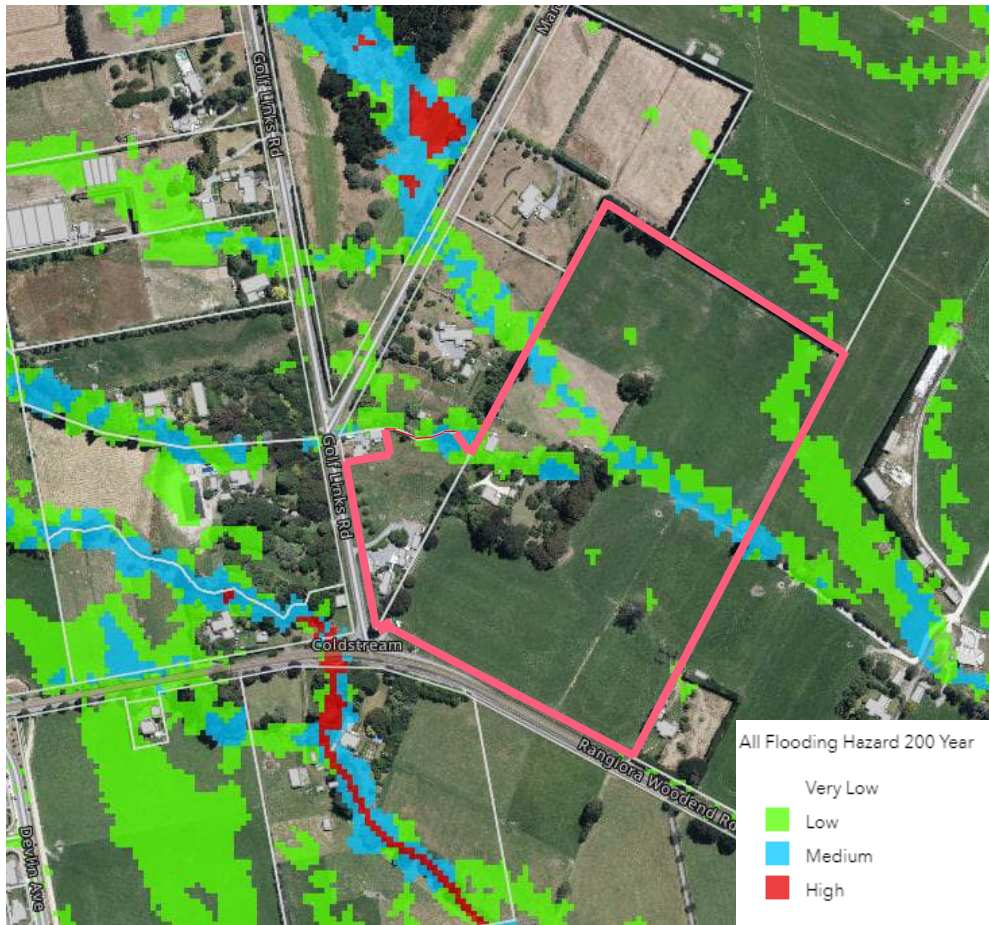 Golf Links Rd
Mar
Golf Links Rd
Coldstream
Rangiora Woodend Rd
Devlin Ave
All Flooding Hazard 200 Year
Very Low
Low
Medium
High